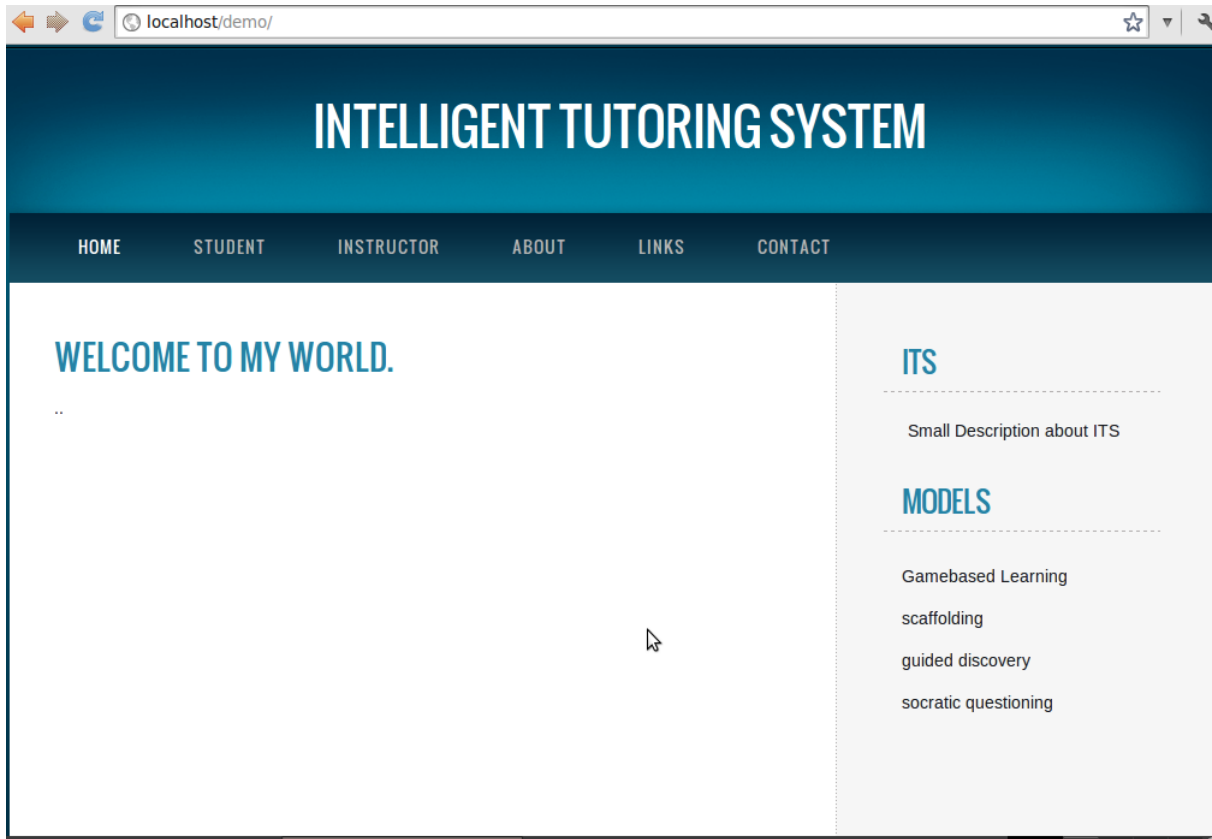 localhost/demo/
INTELLIGENT TUTORING SYSTEM
HOME STUDENT INSTRUCTOR ABOUT LINKS CONTACT
WELCOME TO MY WORLD.
..
ITS
Small Description about ITS
MODELS
Gamebased Learning
scaffolding
guided discovery
socratic questioning